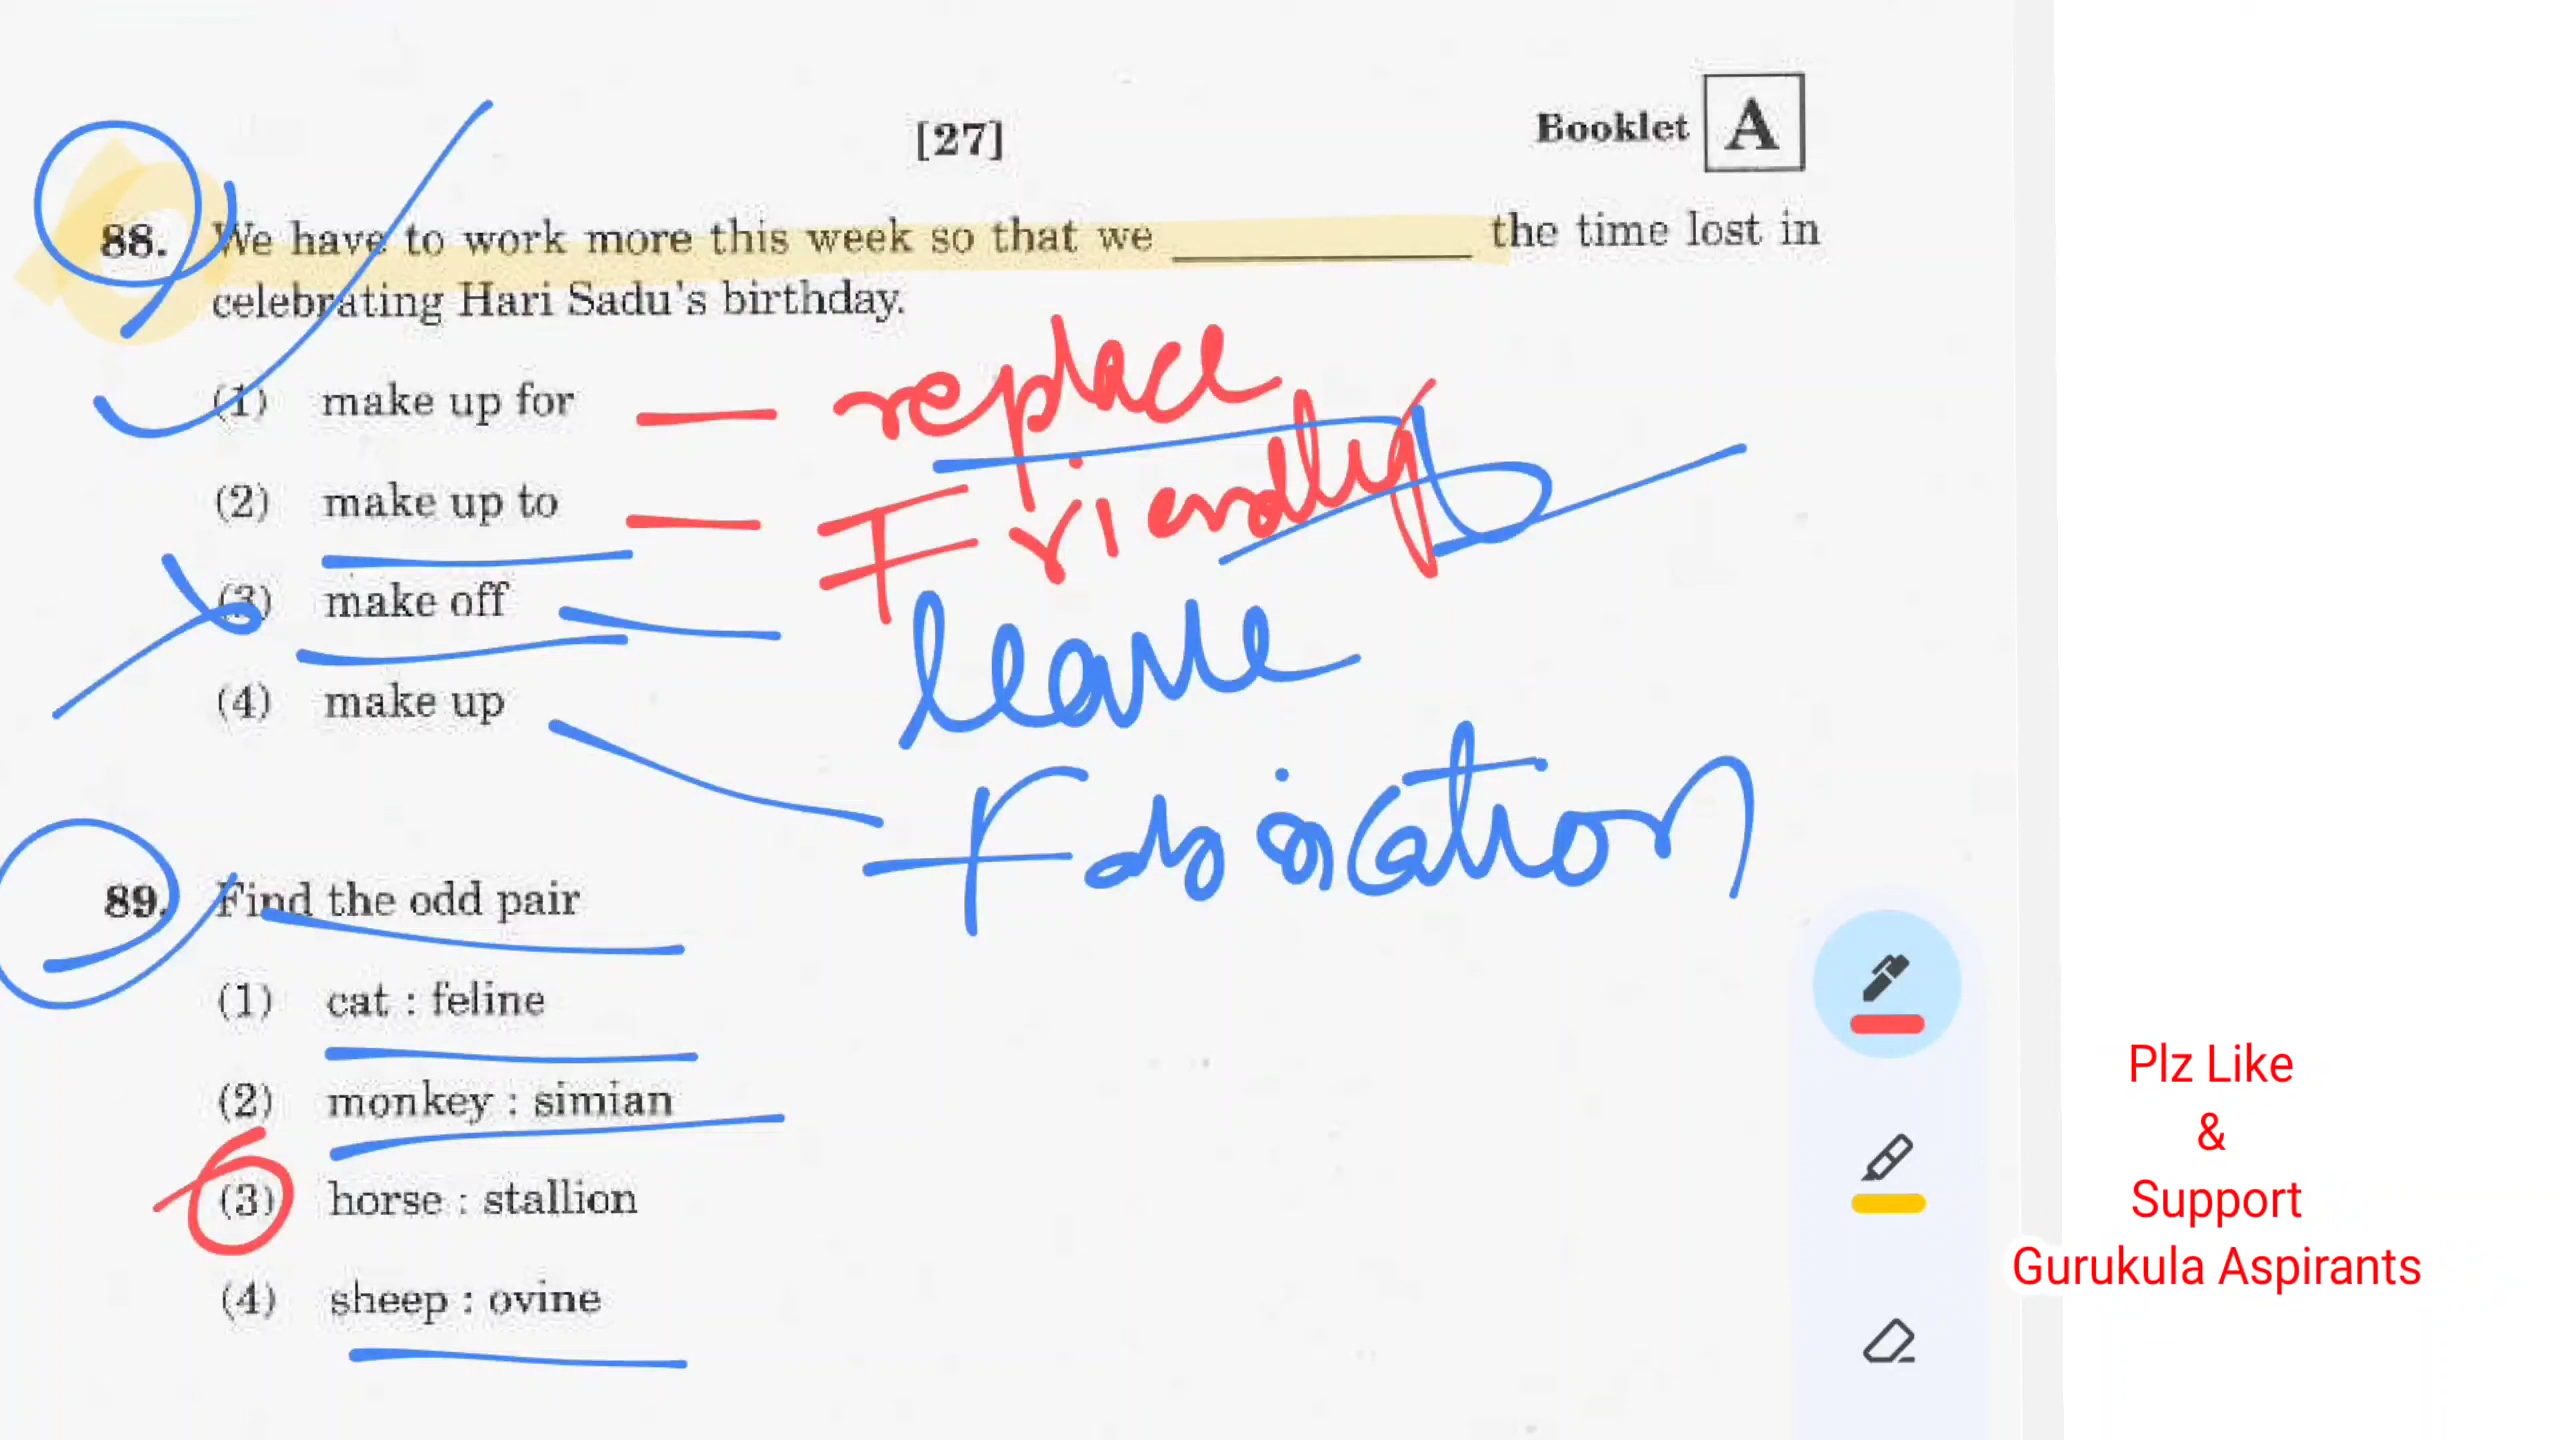 [27]
Booklet A
88. We have to work more this week so that we ____________ the time lost in
celebrating Hari Sadu's birthday.
(1) make up for — replace
(2) make up to — Friendly
(3) make off — leave
(4) make up
89. Find the odd pair
(1) cat : feline
(2) monkey : simian
(3) horse : stallion
(4) sheep : ovine
Plz Like
&
Support
Gurukula Aspirants